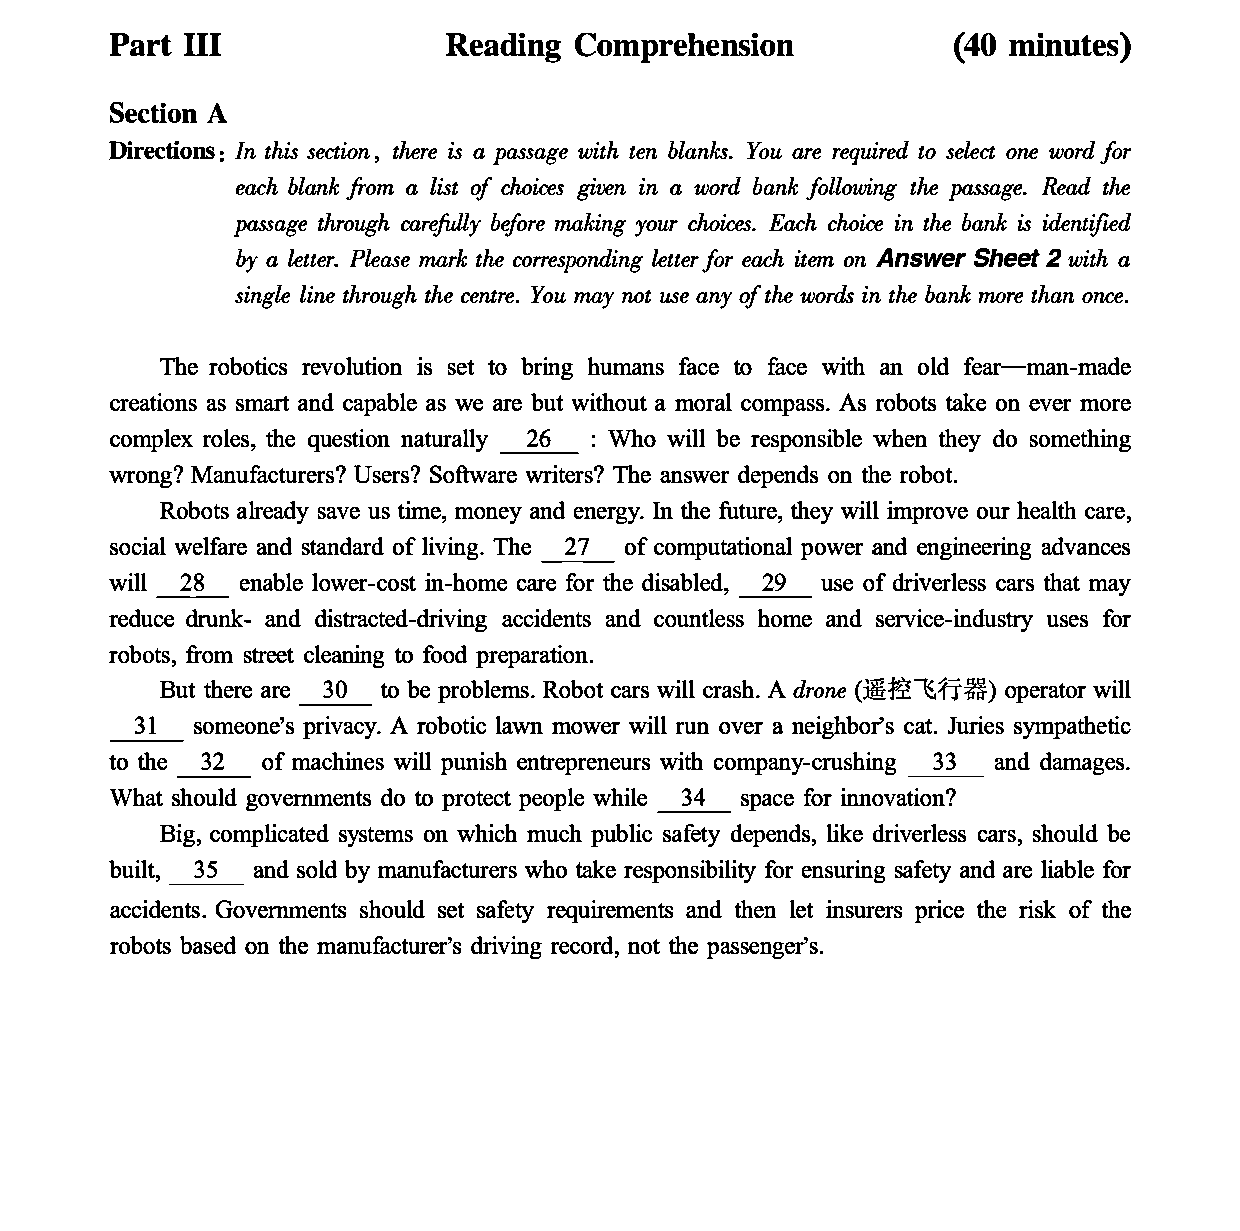 Part III Reading Comprehension (40 minutes)
Section A
Directions: In this section, there is a passage with ten blanks. You are required to select one word for
each blank from a list of choices given in a word bank following the passage. Read the
passage through carefully before making your choices. Each choice in the bank is identified
by a letter. Please mark the corresponding letter for each item on Answer Sheet 2 with a
single line through the centre. You may not use any of the words in the bank more than once.
The robotics revolution is set to bring humans face to face with an old fear—man-made
creations as smart and capable as we are but without a moral compass. As robots take on ever more
complex roles, the question naturally 26 : Who will be responsible when they do something
wrong? Manufacturers? Users? Software writers? The answer depends on the robot.
Robots already save us time, money and energy. In the future, they will improve our health care,
social welfare and standard of living. The 27 of computational power and engineering advances
will 28 enable lower-cost in-home care for the disabled, 29 use of driverless cars that may
reduce drunk- and distracted-driving accidents and countless home and service-industry uses for
robots, from street cleaning to food preparation.
But there are 30 to be problems. Robot cars will crash. A drone (遥控飞行器) operator will
31 someone's privacy. A robotic lawn mower will run over a neighbor's cat. Juries sympathetic
to the 32 of machines will punish entrepreneurs with company-crushing 33 and damages.
What should governments do to protect people while 34 space for innovation?
Big, complicated systems on which much public safety depends, like driverless cars, should be
built, 35 and sold by manufacturers who take responsibility for ensuring safety and are liable for
accidents. Governments should set safety requirements and then let insurers price the risk of the
robots based on the manufacturer's driving record, not the passenger's.